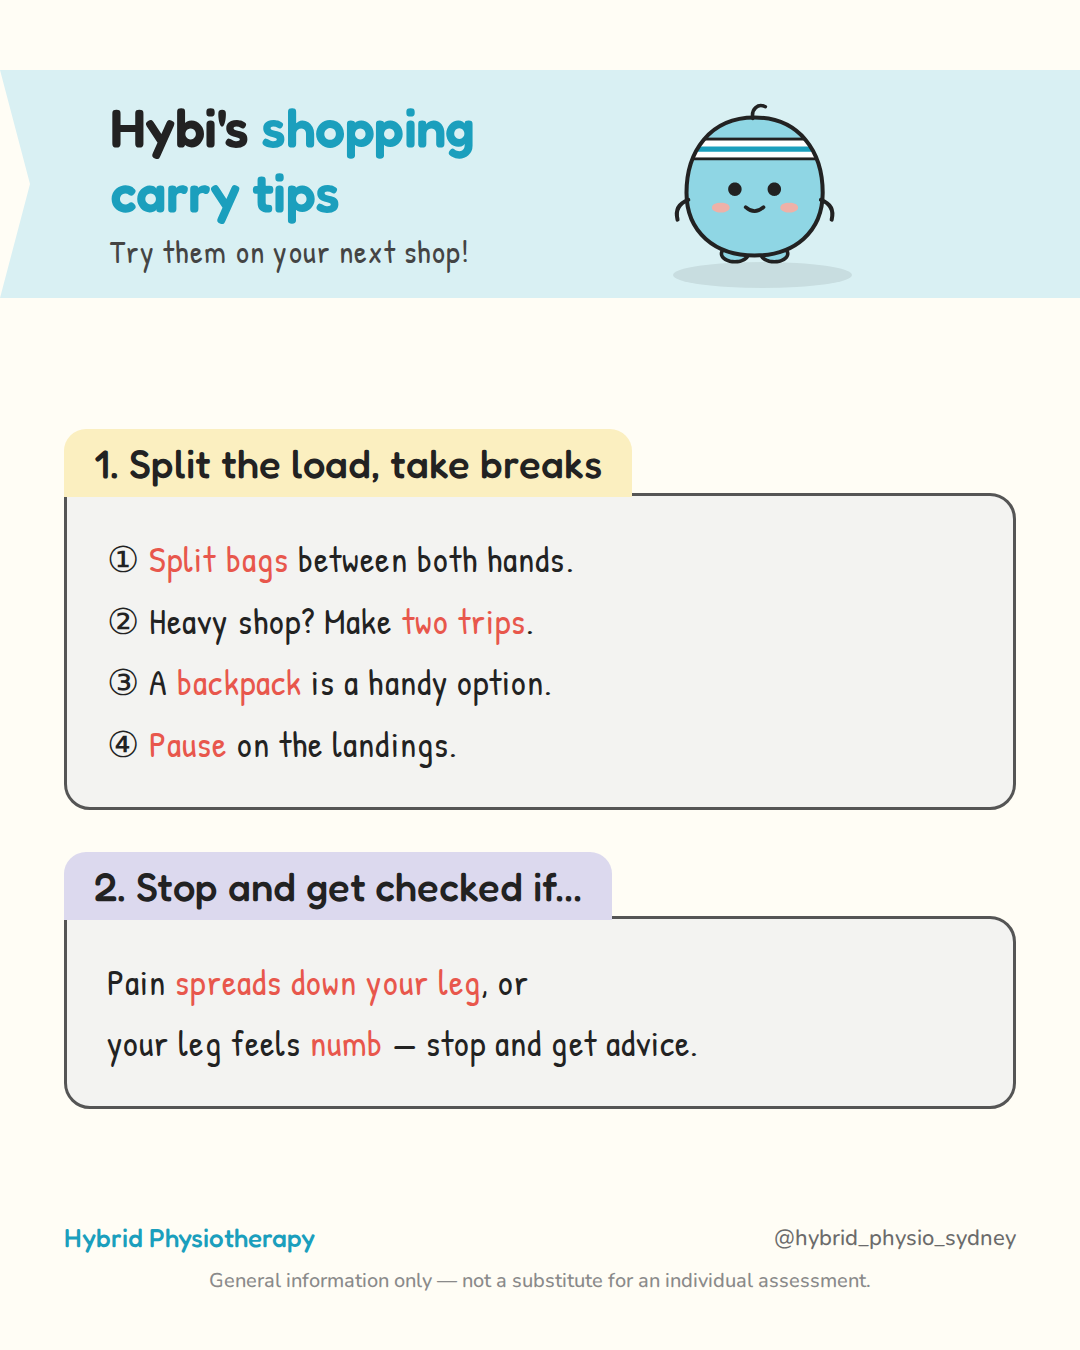 Hybi's shopping
carry tips
Try them on your next shop!
1. Split the load, take breaks
① Split bags between both hands.
② Heavy shop? Make two trips.
③ A backpack is a handy option.
④ Pause on the landings.
2. Stop and get checked if...
Pain spreads down your leg, or
your leg feels numb — stop and get advice.
Hybrid Physiotherapy
@hybrid_physio_sydney
General information only — not a substitute for an individual assessment.